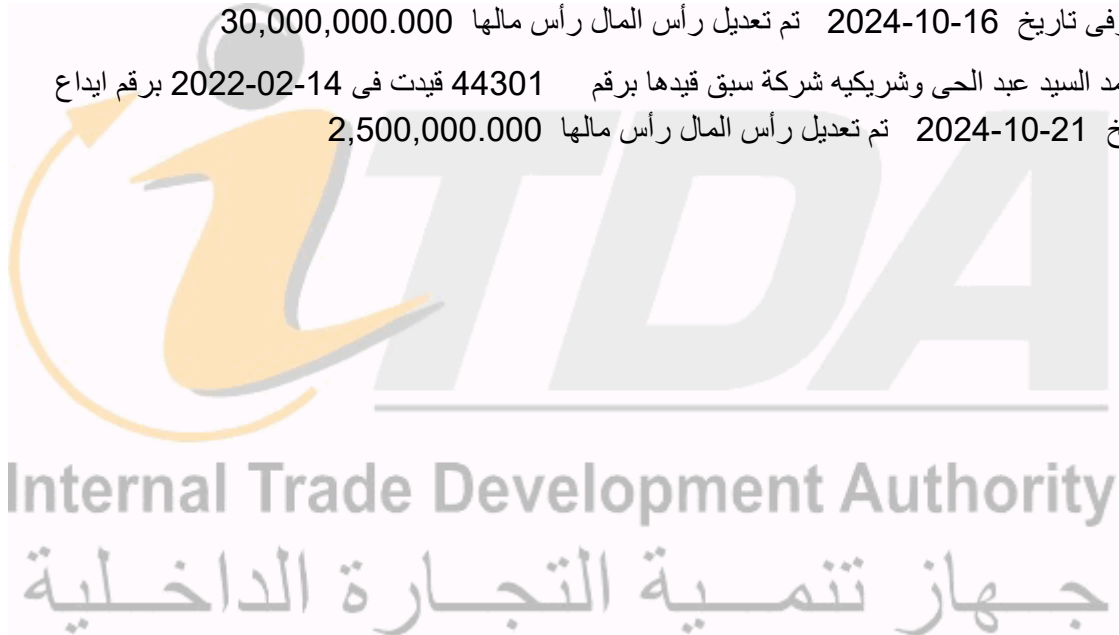 وفى تاريخ 2024-10-16 تم تعديل رأس المال رأس مالها 30,000,000.000
السيد عبد الحى وشريكيه شركة سبق قيدها برقم 44301 قيدت فى 2022-02-14 برقم ايداع
2024-10-21 تم تعديل رأس المال رأس مالها 2,500,000.000
iTDA
Internal Trade Development Authority
جهاز تنمية التجارة الداخلية